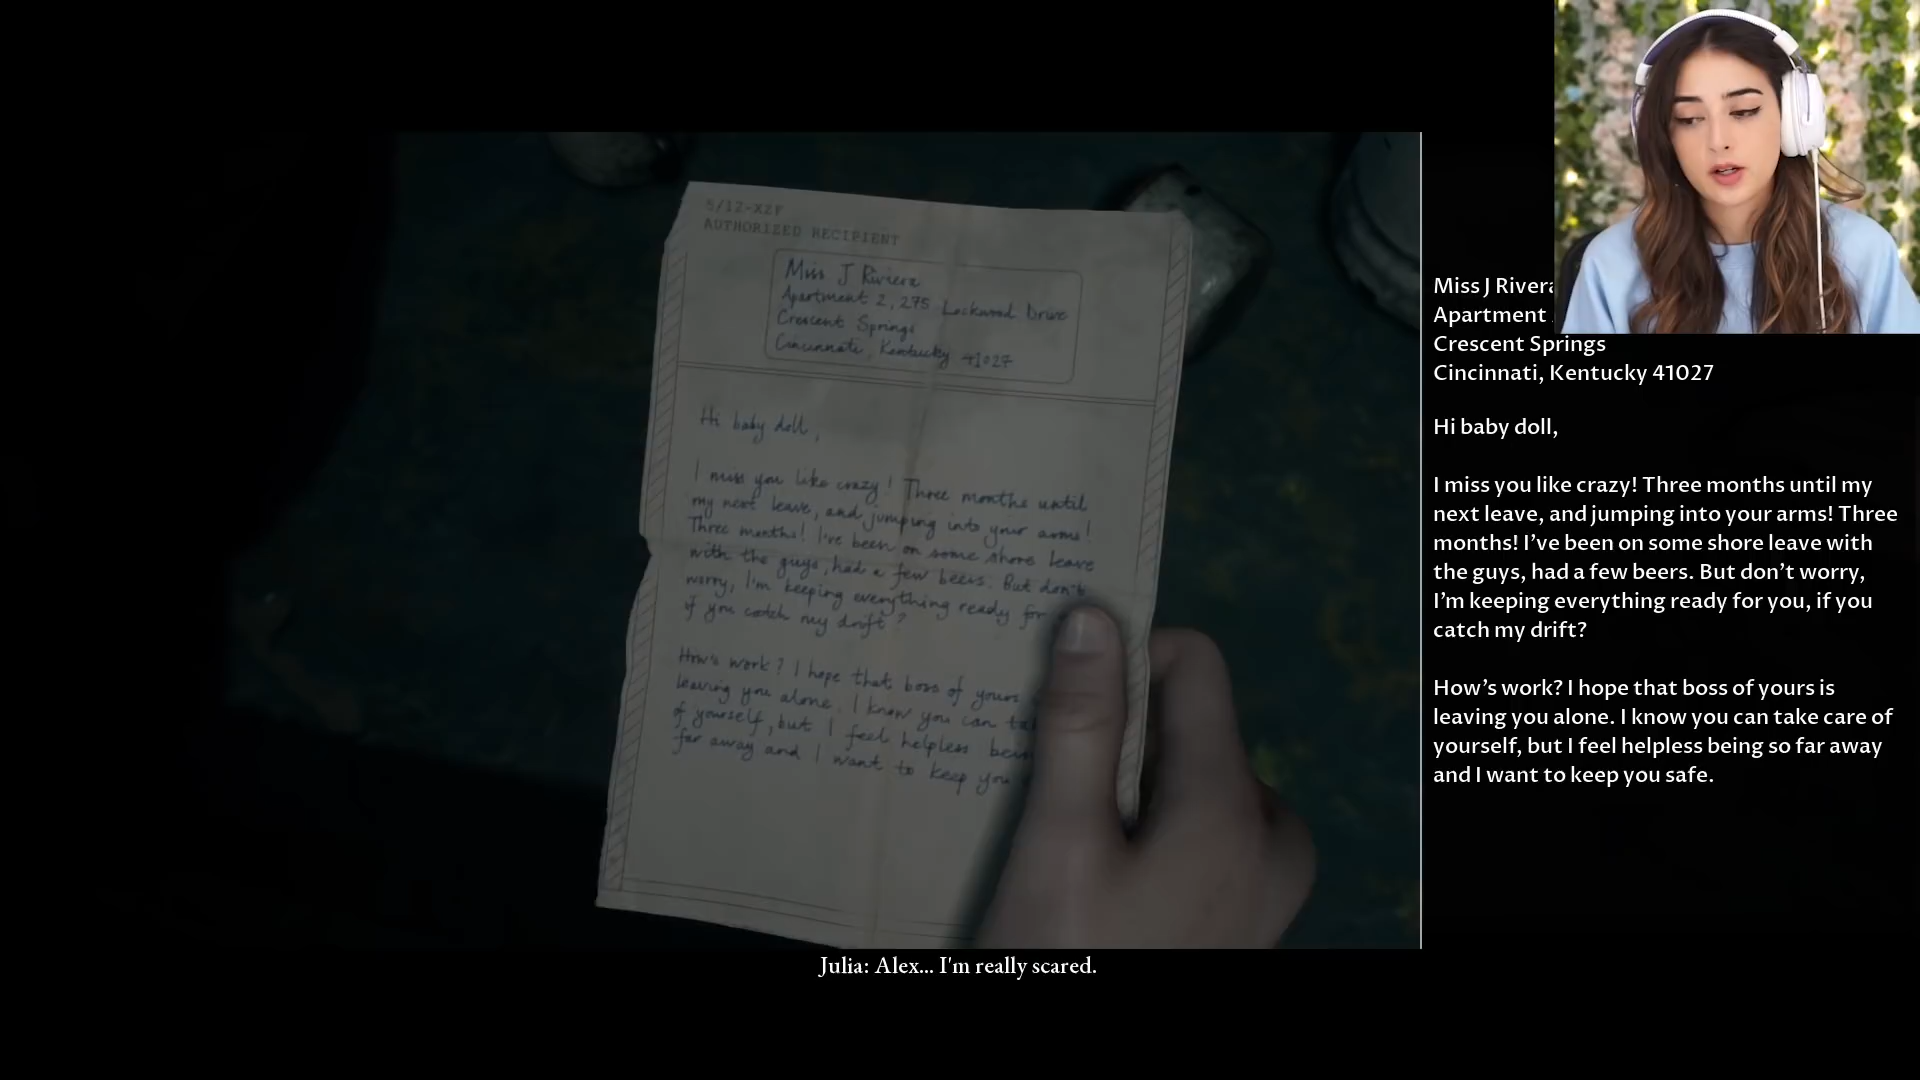 5/12-XZY
AUTHORIZED RECIPIENT
Miss J Riviera
Apartment 2, 275 Lockwood Drive
Crescent Springs
Cincinnati, Kentucky 41027
Hi baby doll,
I miss you like crazy! Three months until
my next leave, and jumping into your arms!
Three months! I've been on some shore leave
with the guys, had a few beers. But don't
worry, I'm keeping everything ready for
if you catch my drift?
How's work? I hope that boss of yours
leaving you alone. I know you can
of yourself, but I feel helpless
far away and I want to keep you
Miss J Rivera
Apartment
Crescent Springs
Cincinnati, Kentucky 41027
Hi baby doll,
I miss you like crazy! Three months until my
next leave, and jumping into your arms! Three
months! I've been on some shore leave with
the guys, had a few beers. But don't worry,
I'm keeping everything ready for you, if you
catch my drift?
How's work? I hope that boss of yours is
leaving you alone. I know you can take care of
yourself, but I feel helpless being so far away
and I want to keep you safe.
Julia: Alex... I'm really scared.